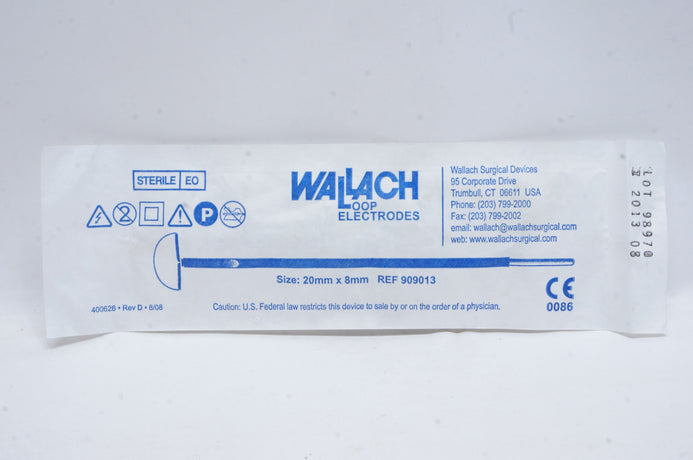 STERILE EO
WALLACH
LOOP
ELECTRODES
Wallach Surgical Devices
95 Corporate Drive
Trumbull, CT 06611 USA
Phone: (203) 799-2000
Fax: (203) 799-2002
email: wallach@wallachsurgical.com
web: www.wallachsurgical.com
2
P
Size: 20mm x 8mm REF 909013
CE
0086
400628 • Rev D • 8/08
Caution: U.S. Federal law restricts this device to sale by or on the order of a physician.
LOT 98970
2013 08